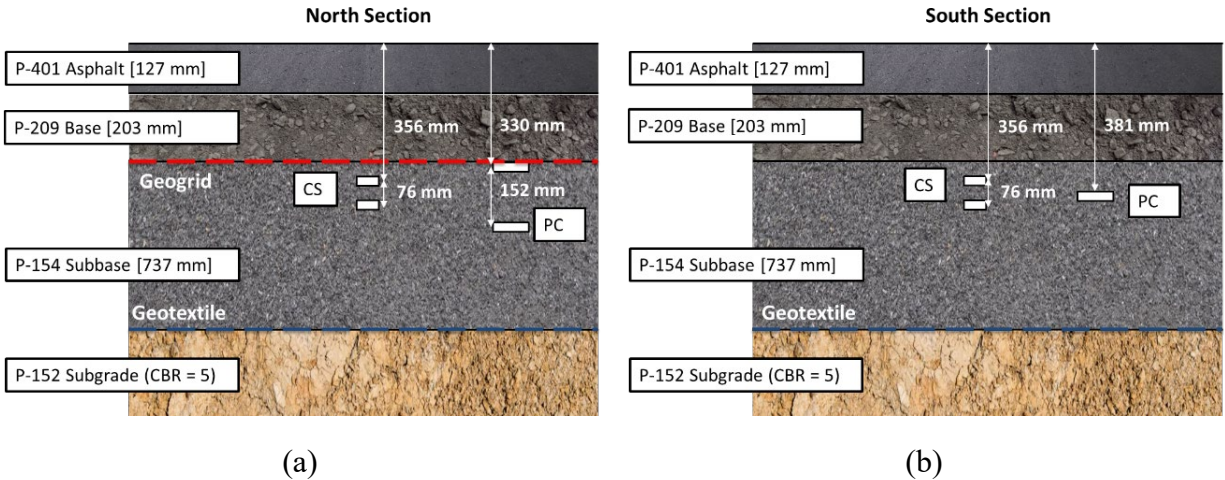 North Section
P-401 Asphalt [127 mm]
P-209 Base [203 mm]
356 mm
330 mm
Geogrid
CS
76 mm
152 mm
PC
P-154 Subbase [737 mm]
Geotextile
P-152 Subgrade (CBR = 5)
(a)
South Section
P-401 Asphalt [127 mm]
P-209 Base [203 mm]
356 mm
381 mm
CS
76 mm
PC
P-154 Subbase [737 mm]
Geotextile
P-152 Subgrade (CBR = 5)
(b)